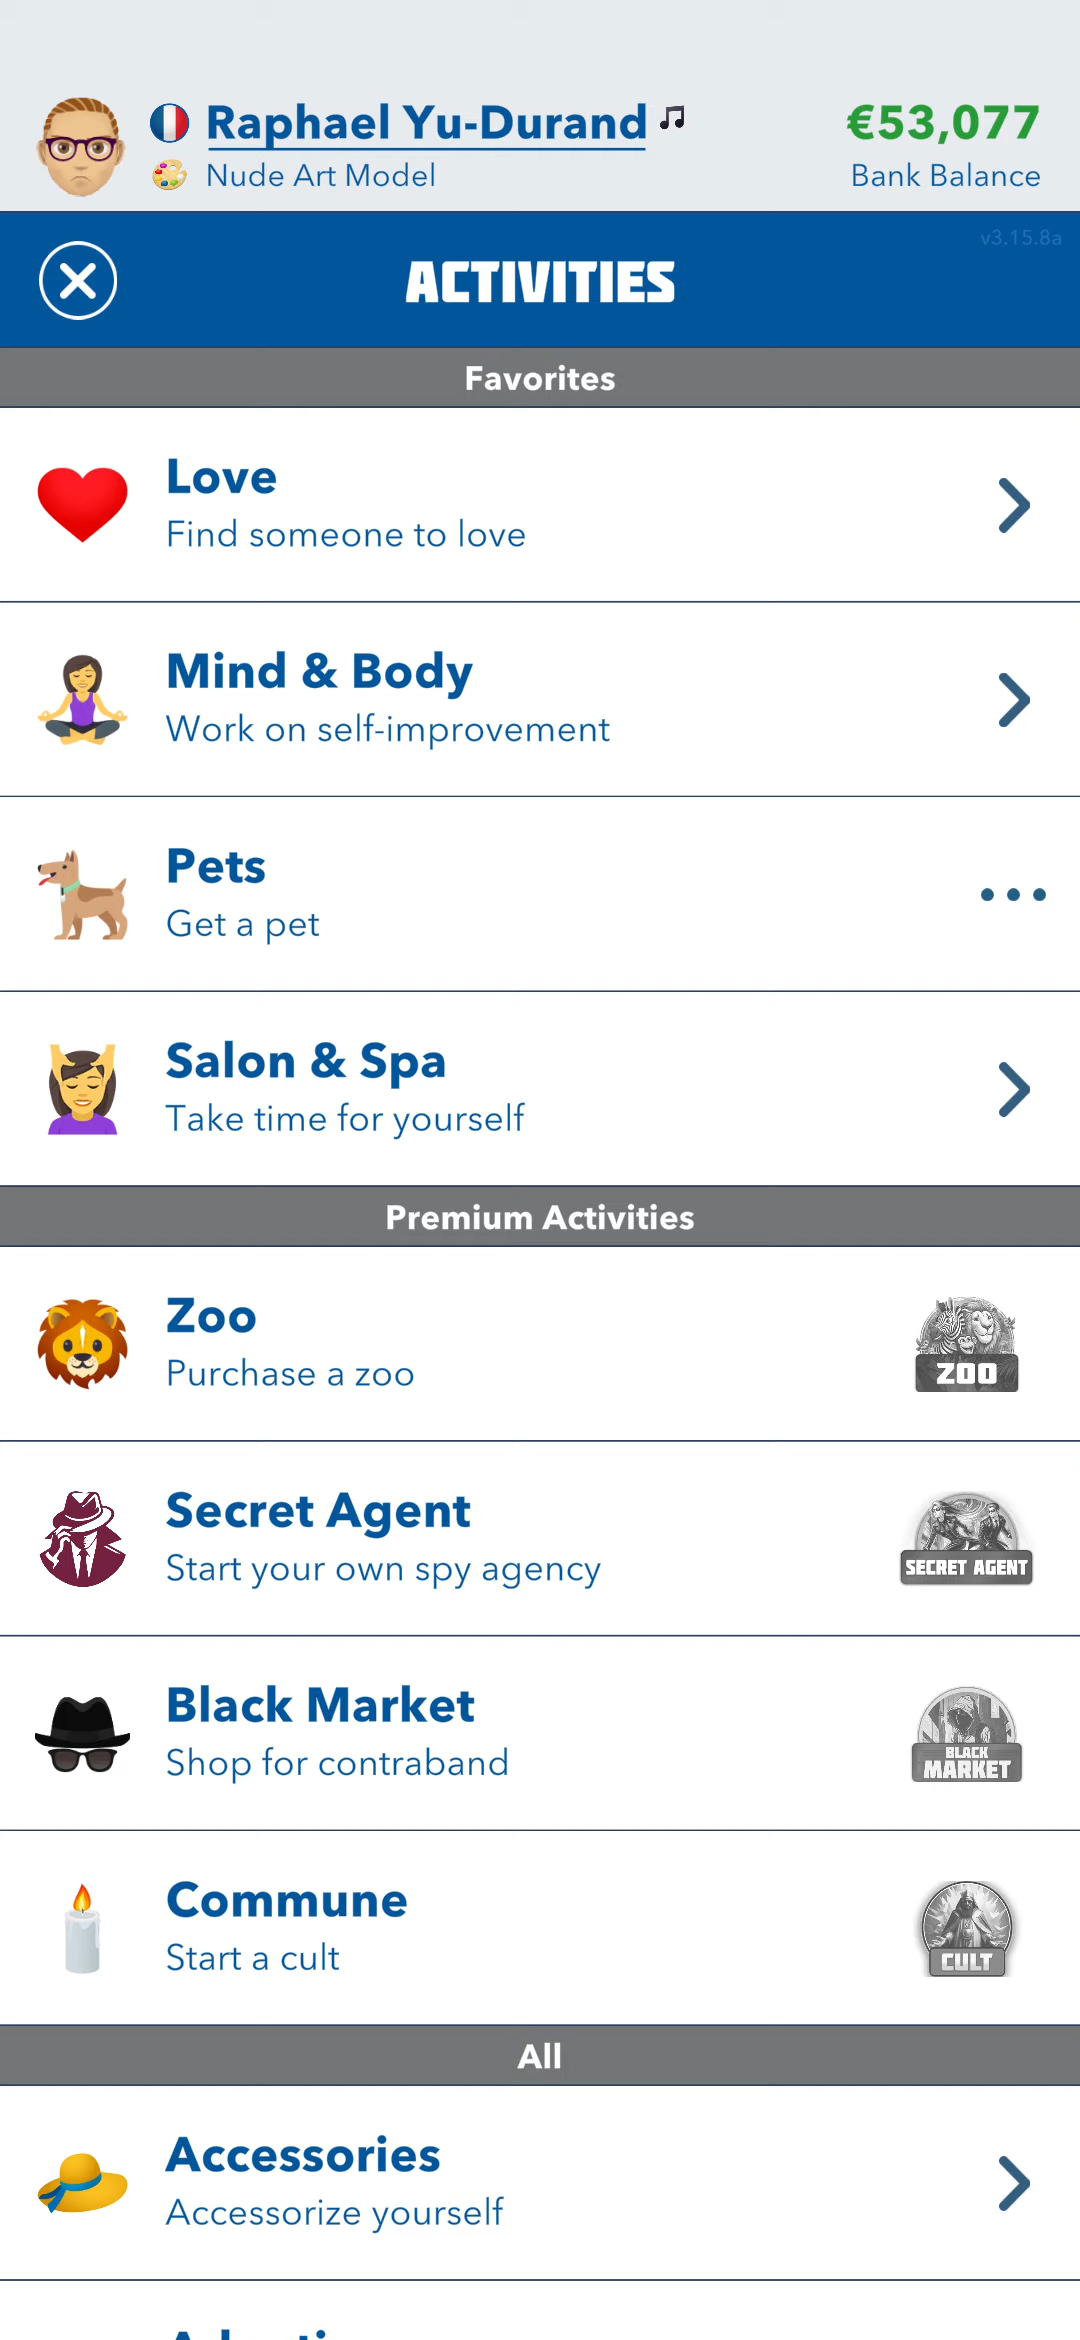 Raphael Yu-Durand
€53,077
Nude Art Model
Bank Balance
v3.15.8a
ACTIVITIES
Favorites
Love
Find someone to love
Mind & Body
Work on self-improvement
Pets
Get a pet
Salon & Spa
Take time for yourself
Premium Activities
Zoo
Purchase a zoo
ZOO
Secret Agent
Start your own spy agency
SECRET AGENT
Black Market
Shop for contraband
BLACK
MARKET
Commune
Start a cult
CULT
All
Accessories
Accessorize yourself